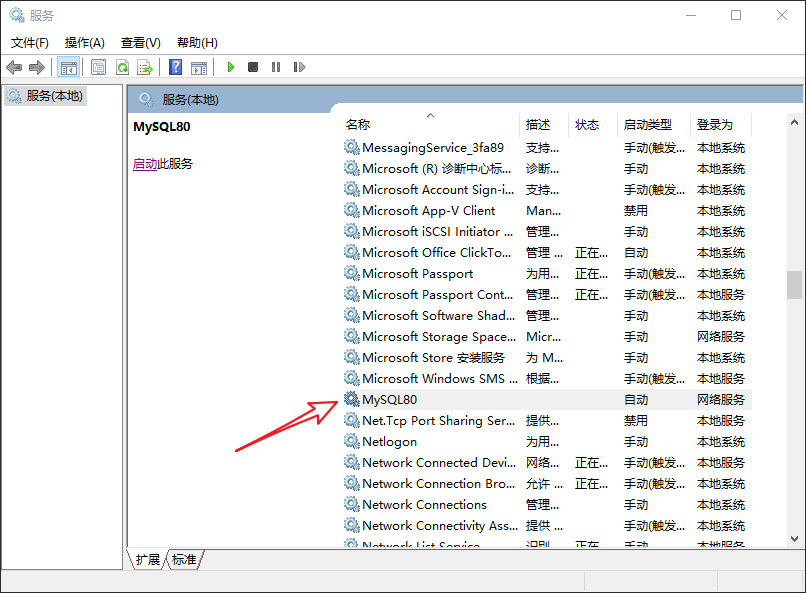 服务
文件(F) 操作(A) 查看(V) 帮助(H)
服务(本地)
服务(本地)
MySQL80
启动此服务
名称 描述 状态 启动类型 登录为
MessagingService_3fa89 支持... 手动(触发... 本地系统
Microsoft (R) 诊断中心标... 诊断... 手动 本地系统
Microsoft Account Sign-i... 支持... 手动(触发... 本地系统
Microsoft App-V Client Man... 禁用 本地系统
Microsoft iSCSI Initiator ... 管理... 手动 本地系统
Microsoft Office ClickTo... 管理 ... 正在... 自动 本地系统
Microsoft Passport 为用... 正在... 手动(触发... 本地系统
Microsoft Passport Cont... 管理... 正在... 手动(触发... 本地服务
Microsoft Software Shad... 管理... 手动 本地系统
Microsoft Storage Space... Micr... 手动 网络服务
Microsoft Store 安装服务 为 M... 手动 本地系统
Microsoft Windows SMS ... 根据... 手动(触发... 本地服务
MySQL80 自动 网络服务
Net.Tcp Port Sharing Ser... 提供... 禁用 本地服务
Netlogon 为用... 手动 本地系统
Network Connected Devi... 网络... 正在... 手动(触发... 本地服务
Network Connection Bro... 允许 ... 正在... 手动(触发... 本地系统
Network Connections 管理... 手动 本地系统
Network Connectivity Ass... 提供 ... 手动(触发... 本地系统
Network List Service 识别... 正在... 手动 本地服务
扩展 标准